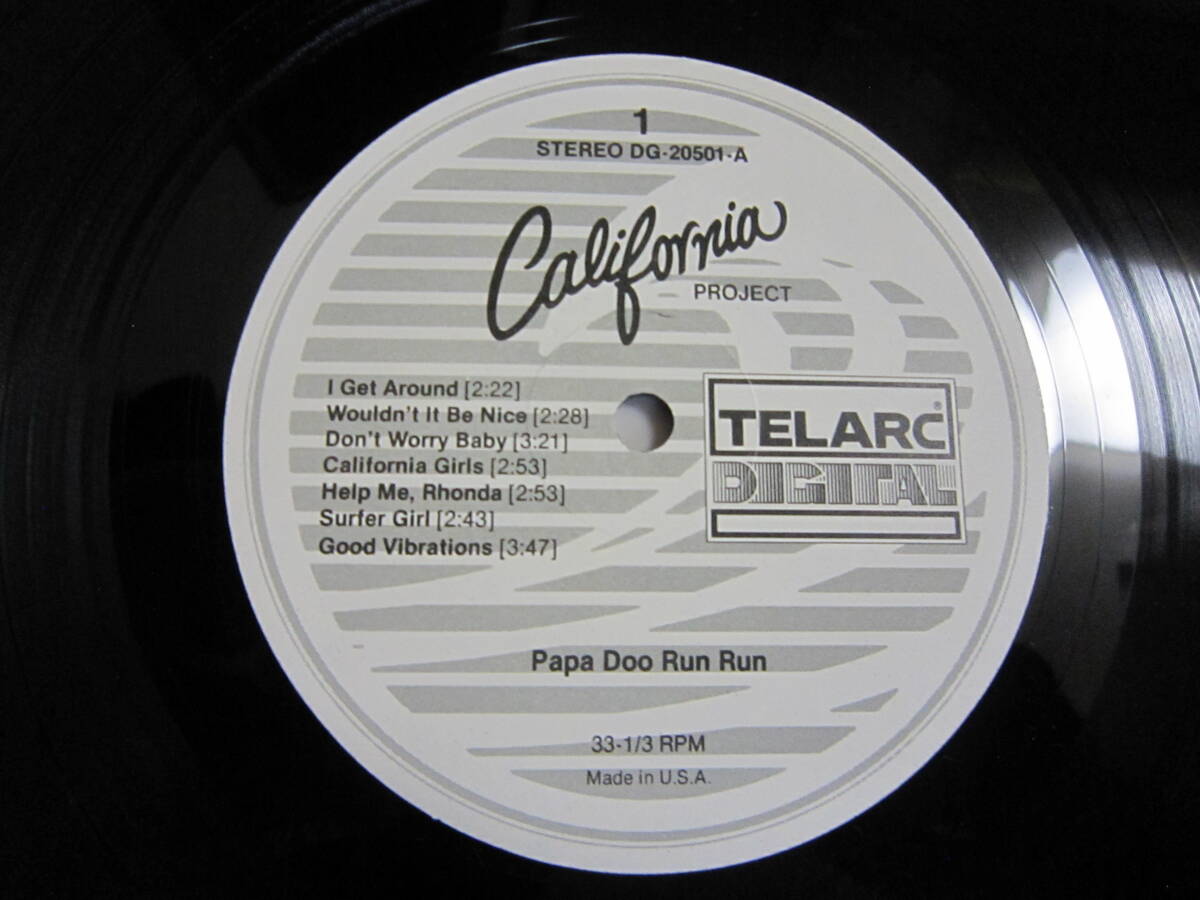 1
STEREO DG-20501-A
California
PROJECT
I Get Around [2:22]
Wouldn't It Be Nice [2:28]
Don't Worry Baby [3:21]
California Girls [2:53]
Help Me, Rhonda [2:53]
Surfer Girl [2:43]
Good Vibrations [3:47]
TELARC®
DIGITAL
Papa Doo Run Run
33-1/3 RPM
Made in U.S.A.